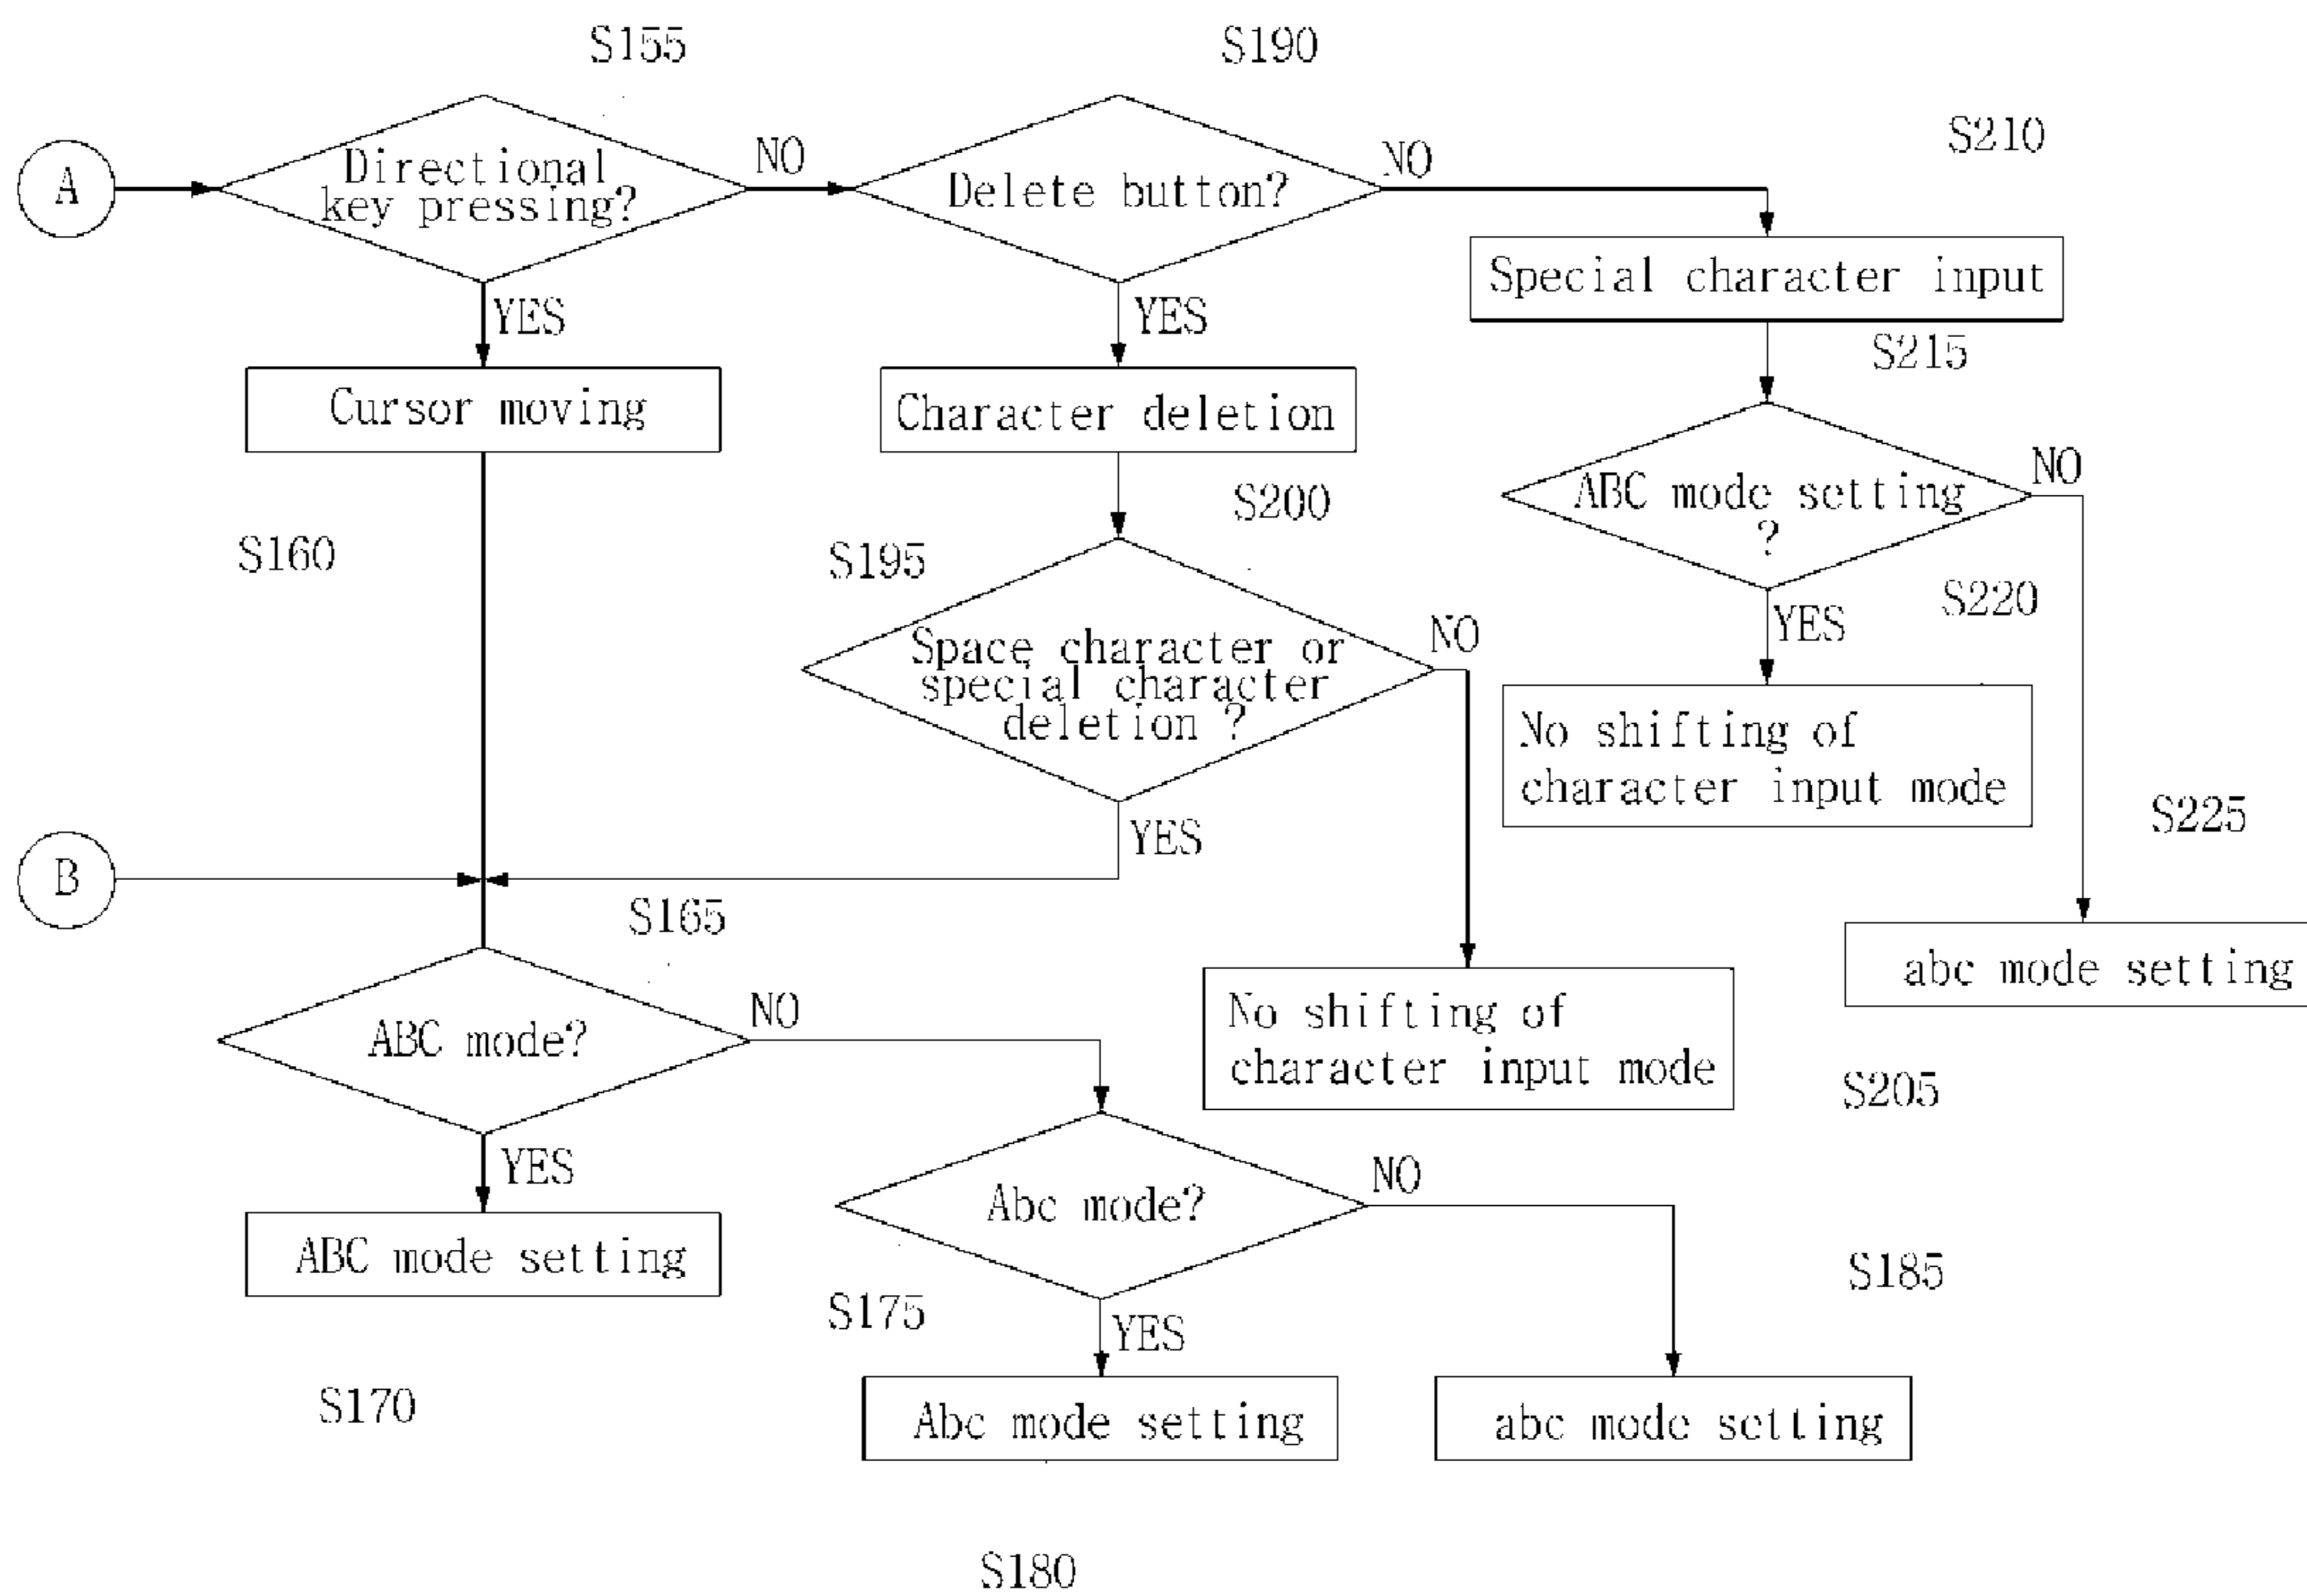 S155
S190
S210
A
Directional
key pressing?
NO
Delete button?
NO
Special character input
YES
YES
S215
Cursor moving
Character deletion
ABC mode setting
?
NO
S200
S160
S195
S220
YES
Space character or
special character
deletion ?
NO
No shifting of
character input mode
S225
YES
B
S165
abc mode setting
NO
No shifting of
character input mode
ABC mode?
S205
YES
Abc mode?
NO
ABC mode setting
S185
S175
YES
S170
Abc mode setting
abc mode setting
S180